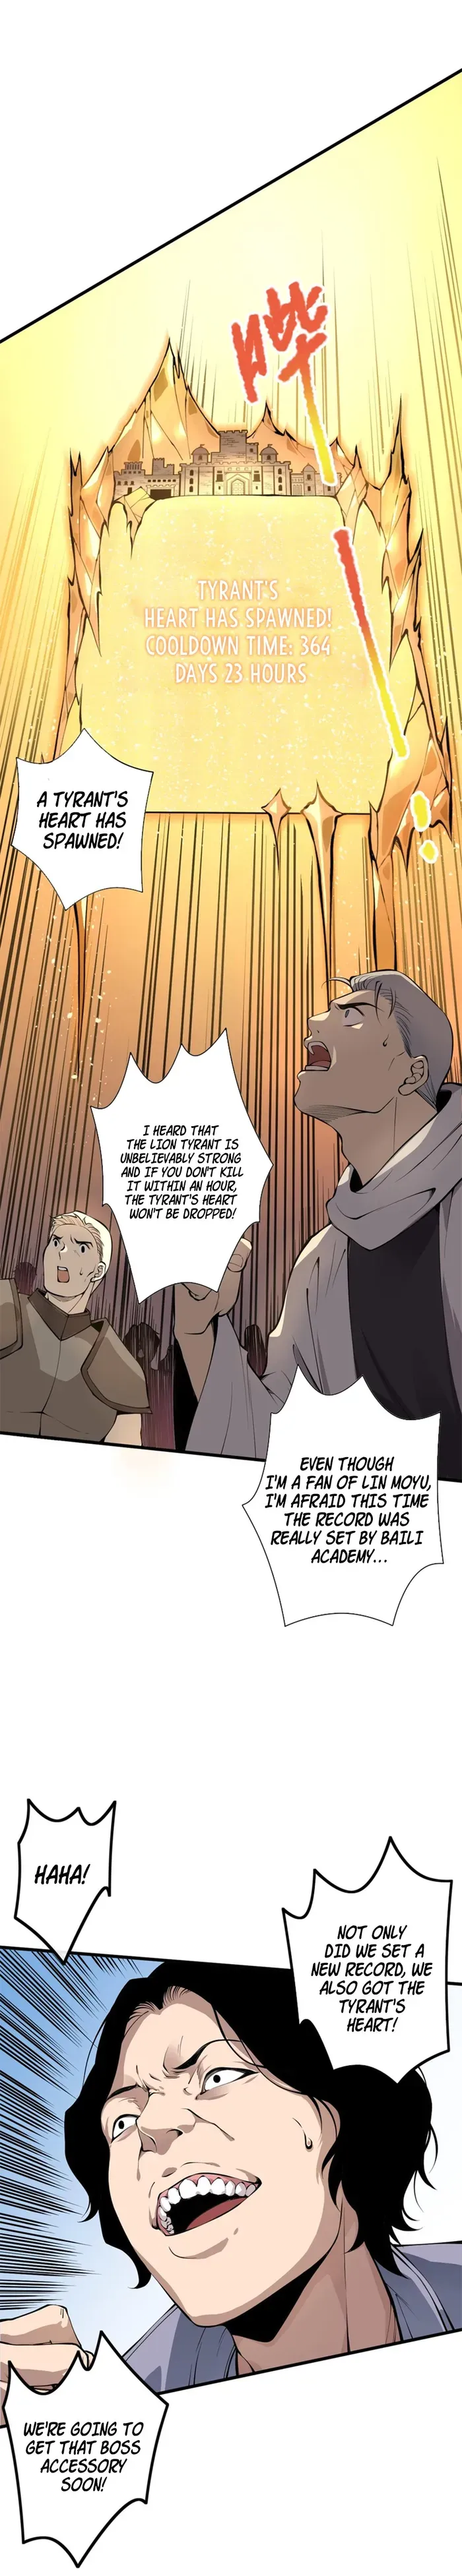 TYRANT'S
HEART HAS SPAWNED!
COOLDOWN TIME: 364
DAYS 23 HOURS
A TYRANT'S
HEART HAS
SPAWNED!
I HEARD THAT
THE LION TYRANT IS
UNBELIEVABLY STRONG
AND IF YOU DON'T KILL
IT WITHIN AN HOUR,
THE TYRANT'S HEART
WON'T BE DROPPED!
EVEN THOUGH
I'M A FAN OF LIN MOYU,
I'M AFRAID THIS TIME
THE RECORD WAS
REALLY SET BY BAILI
ACADEMY...
HAHA!
NOT ONLY
DID WE SET A
NEW RECORD, WE
ALSO GOT THE
TYRANT'S
HEART!
WE'RE GOING TO
GET THAT BOSS
ACCESSORY
SOON!